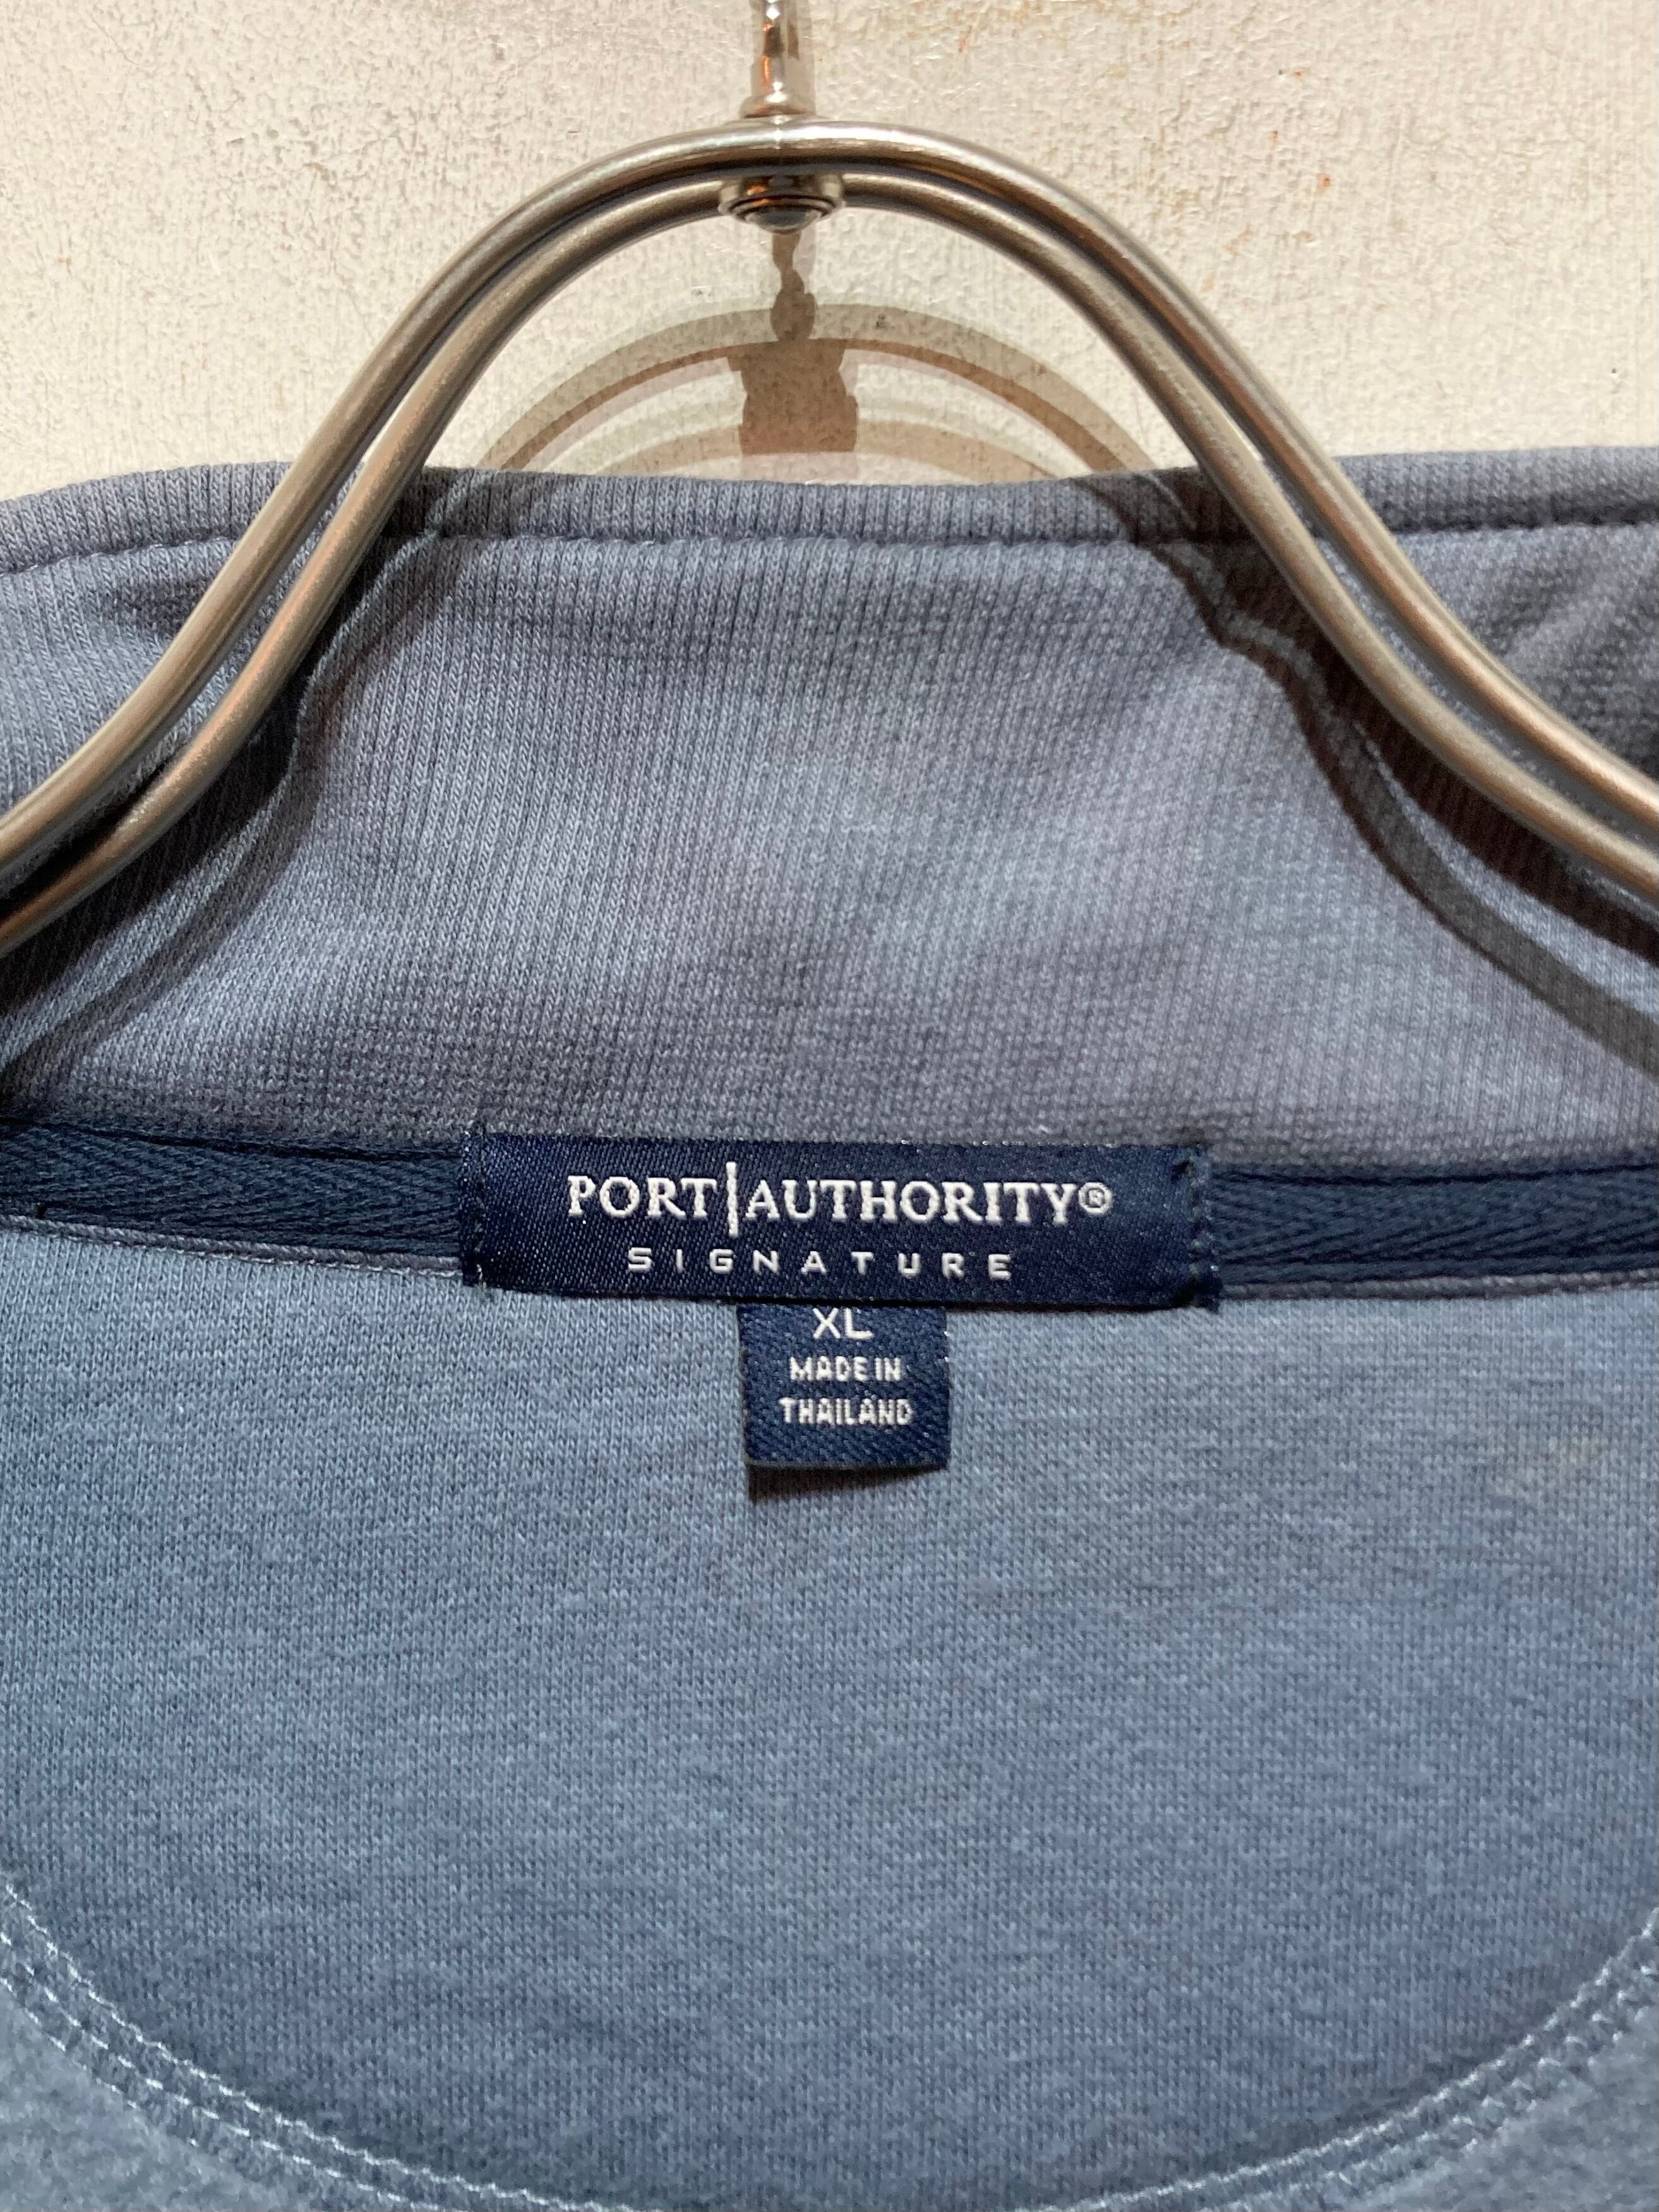 PORT|AUTHORITY®
SIGNATURE
XL
MADE IN
THAILAND